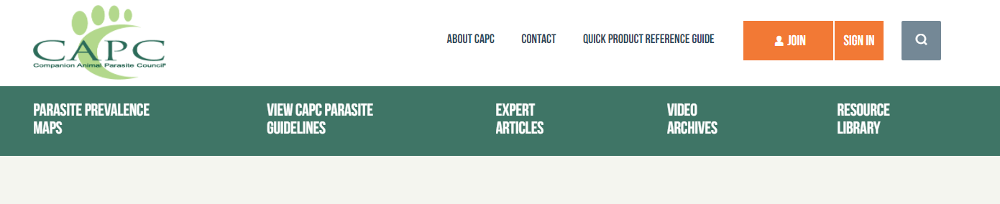 CAPC
Companion Animal Parasite Council
ABOUT CAPC CONTACT QUICK PRODUCT REFERENCE GUIDE JOIN SIGN IN
PARASITE PREVALENCE
MAPS
VIEW CAPC PARASITE
GUIDELINES
EXPERT
ARTICLES
VIDEO
ARCHIVES
RESOURCE
LIBRARY